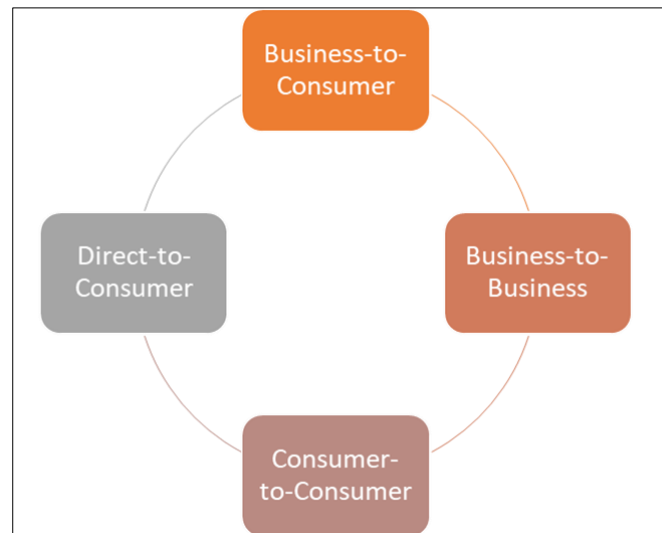 Business-to-
Consumer
Direct-to-
Consumer
Business-to-
Business
Consumer-
to-Consumer